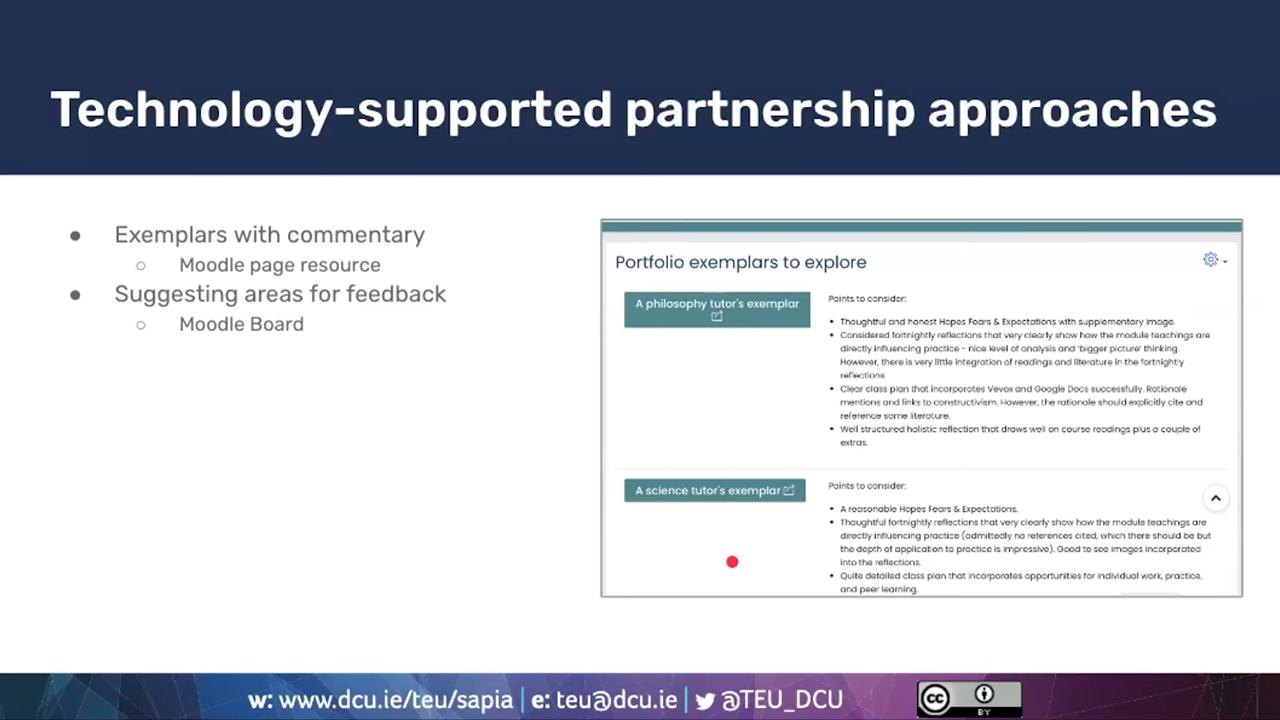 Technology-supported partnership approaches
● Exemplars with commentary
○ Moodle page resource
● Suggesting areas for feedback
○ Moodle Board
Portfolio exemplars to explore
A philosophy tutor's exemplar
Points to consider:
• Thoughtful and honest Hopes Fears & Expectations with supplementary image.
• Considered fortnightly reflections that very clearly show how the module teachings are
directly influencing practice - nice level of analysis and 'bigger picture' thinking.
However, there is very little integration of readings and literature in the fortnightly
reflections.
• Clear class plan that incorporates Vevox and Google Docs successfully. Rationale
mentions and links to constructivism. However, the rationale should explicitly cite and
reference some literature.
• Well structured holistic reflection that draws well on course readings plus a couple of
extras.
A science tutor's exemplar
Points to consider:
• A reasonable Hopes Fears & Expectations.
• Thoughtful fortnightly reflections that very clearly show how the module teachings are
directly influencing practice (admittedly no references cited, which there should be but
the depth of application to practice is impressive). Good to see images incorporated
into the reflections.
• Quite detailed class plan that incorporates opportunities for individual work, practice,
and peer learning.
w: www.dcu.ie/teu/sapia | e: teu@dcu.ie | @TEU_DCU
cc BY